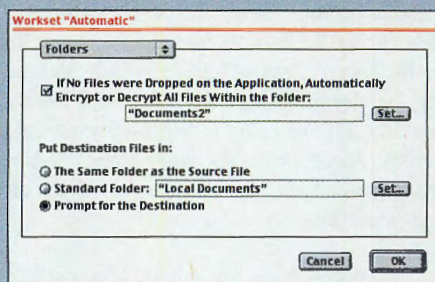 Workset "Automatic"
Folders
If No Files were Dropped on the Application, Automatically
Encrypt or Decrypt All Files Within the Folder:
"Documents2" Set...
Put Destination Files in:
The Same Folder as the Source File
Standard Folder: "Local Documents" Set...
Prompt for the Destination
Cancel OK